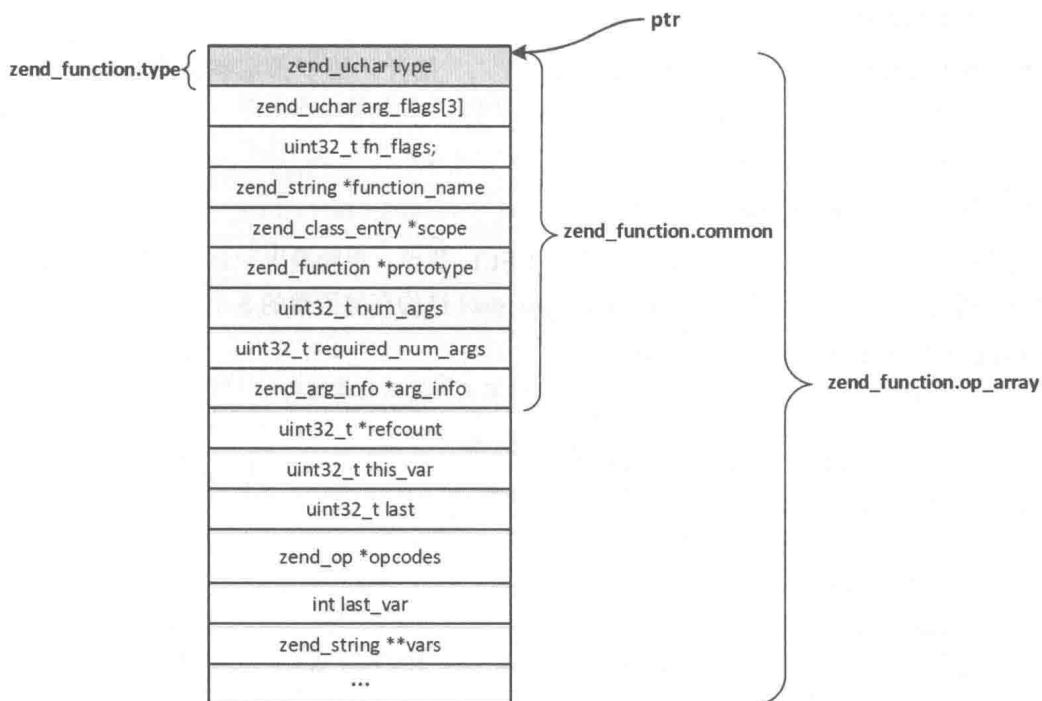 ptr
zend_function.type
zend_uchar type
zend_uchar arg_flags[3]
uint32_t fn_flags;
zend_string *function_name
zend_class_entry *scope
zend_function.common
zend_function *prototype
uint32_t num_args
uint32_t required_num_args
zend_arg_info *arg_info
zend_function.op_array
uint32_t *refcount
uint32_t this_var
uint32_t last
zend_op *opcodes
int last_var
zend_string **vars
...